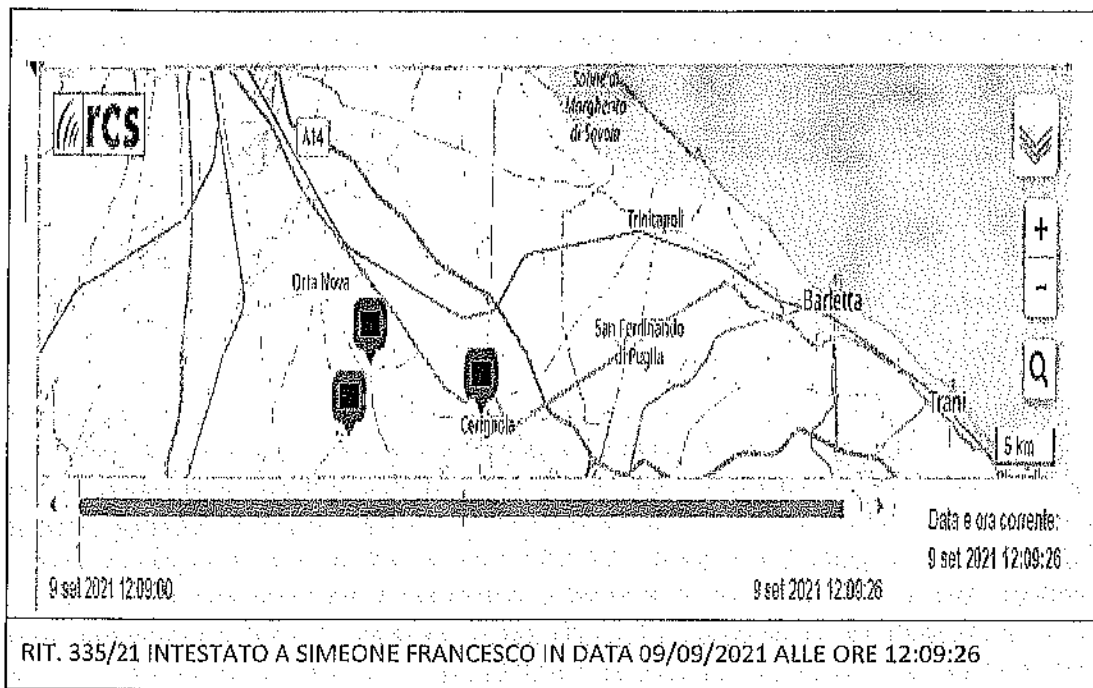 rcs
A14
Saline di
Margherita
di Savoia
Trinitapoli
Orta Nova
Barletta
San Ferdinando
di Puglia
Cerignola
Trani
+
-
5 km
Data e ora corrente:
9 set 2021 12:09:26
9 set 2021 12:09:00
9 set 2021 12:09:26
RIT. 335/21 INTESTATO A SIMEONE FRANCESCO IN DATA 09/09/2021 ALLE ORE 12:09:26